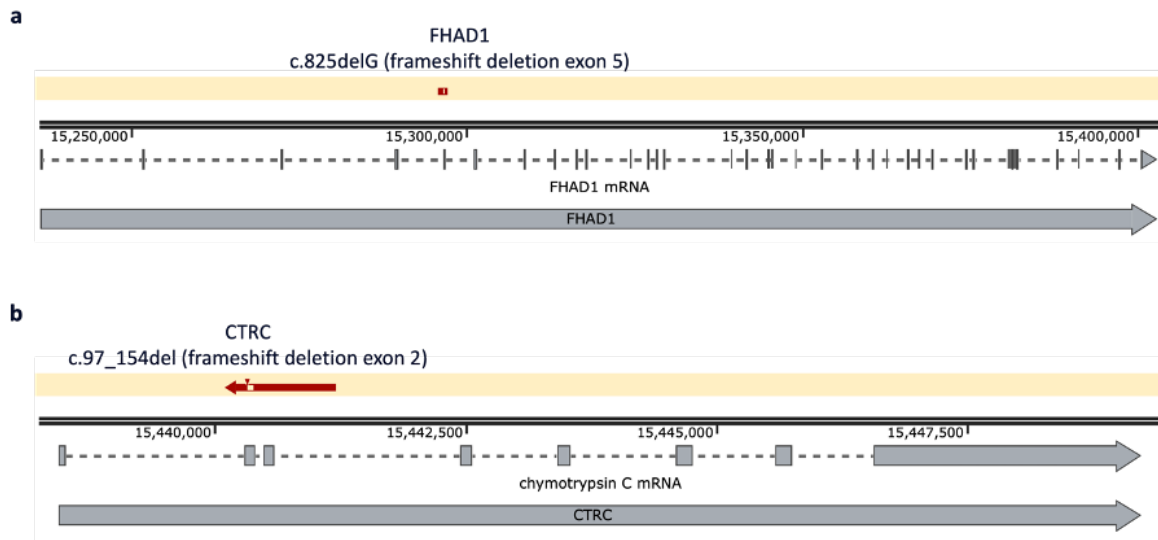 a
FHAD1
c.825delG (frameshift deletion exon 5)
15,250,000 15,300,000 15,350,000 15,400,000
FHAD1 mRNA
FHAD1
b
CTRC
c.97_154del (frameshift deletion exon 2)
15,440,000 15,442,500 15,445,000 15,447,500
chymotrypsin C mRNA
CTRC